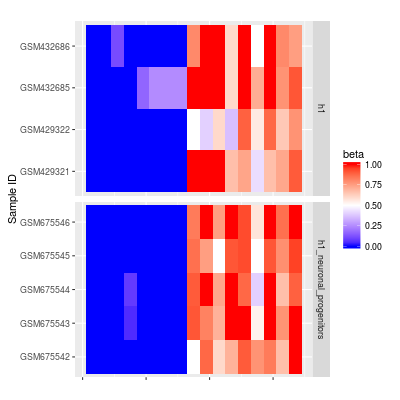 GSM432686
GSM432685
GSM429322
GSM429321
h1
GSM675546
GSM675545
GSM675544
GSM675543
GSM675542
h1_neuronal_progenitors
Sample ID
beta
1.00
0.75
0.50
0.25
0.00